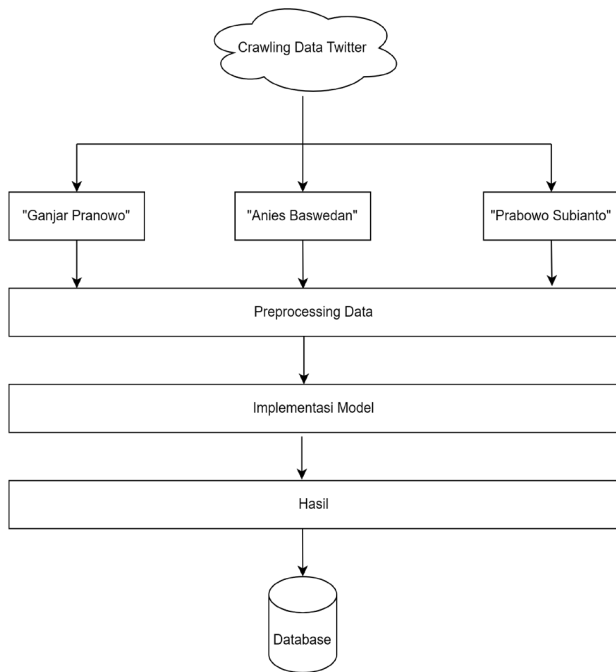 Crawling Data Twitter
"Ganjar Pranowo"
"Anies Baswedan"
"Prabowo Subianto"
Preprocessing Data
Implementasi Model
Hasil
Database